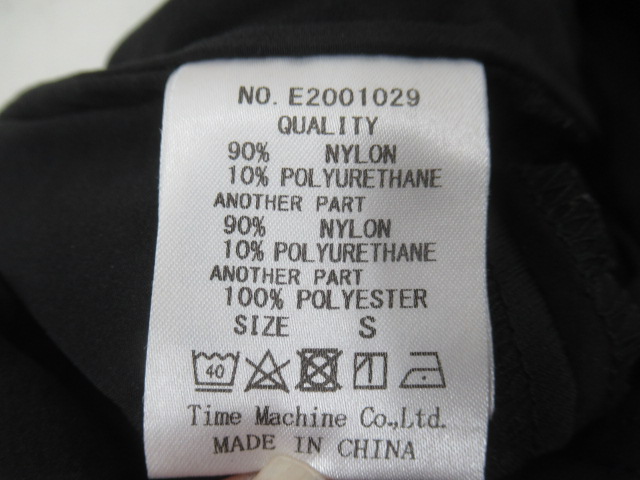 NO. E2001029
QUALITY
90% NYLON
10% POLYURETHANE
ANOTHER PART
90% NYLON
10% POLYURETHANE
ANOTHER PART
100% POLYESTER
SIZE S
40
Time Machine Co.,Ltd.
MADE IN CHINA